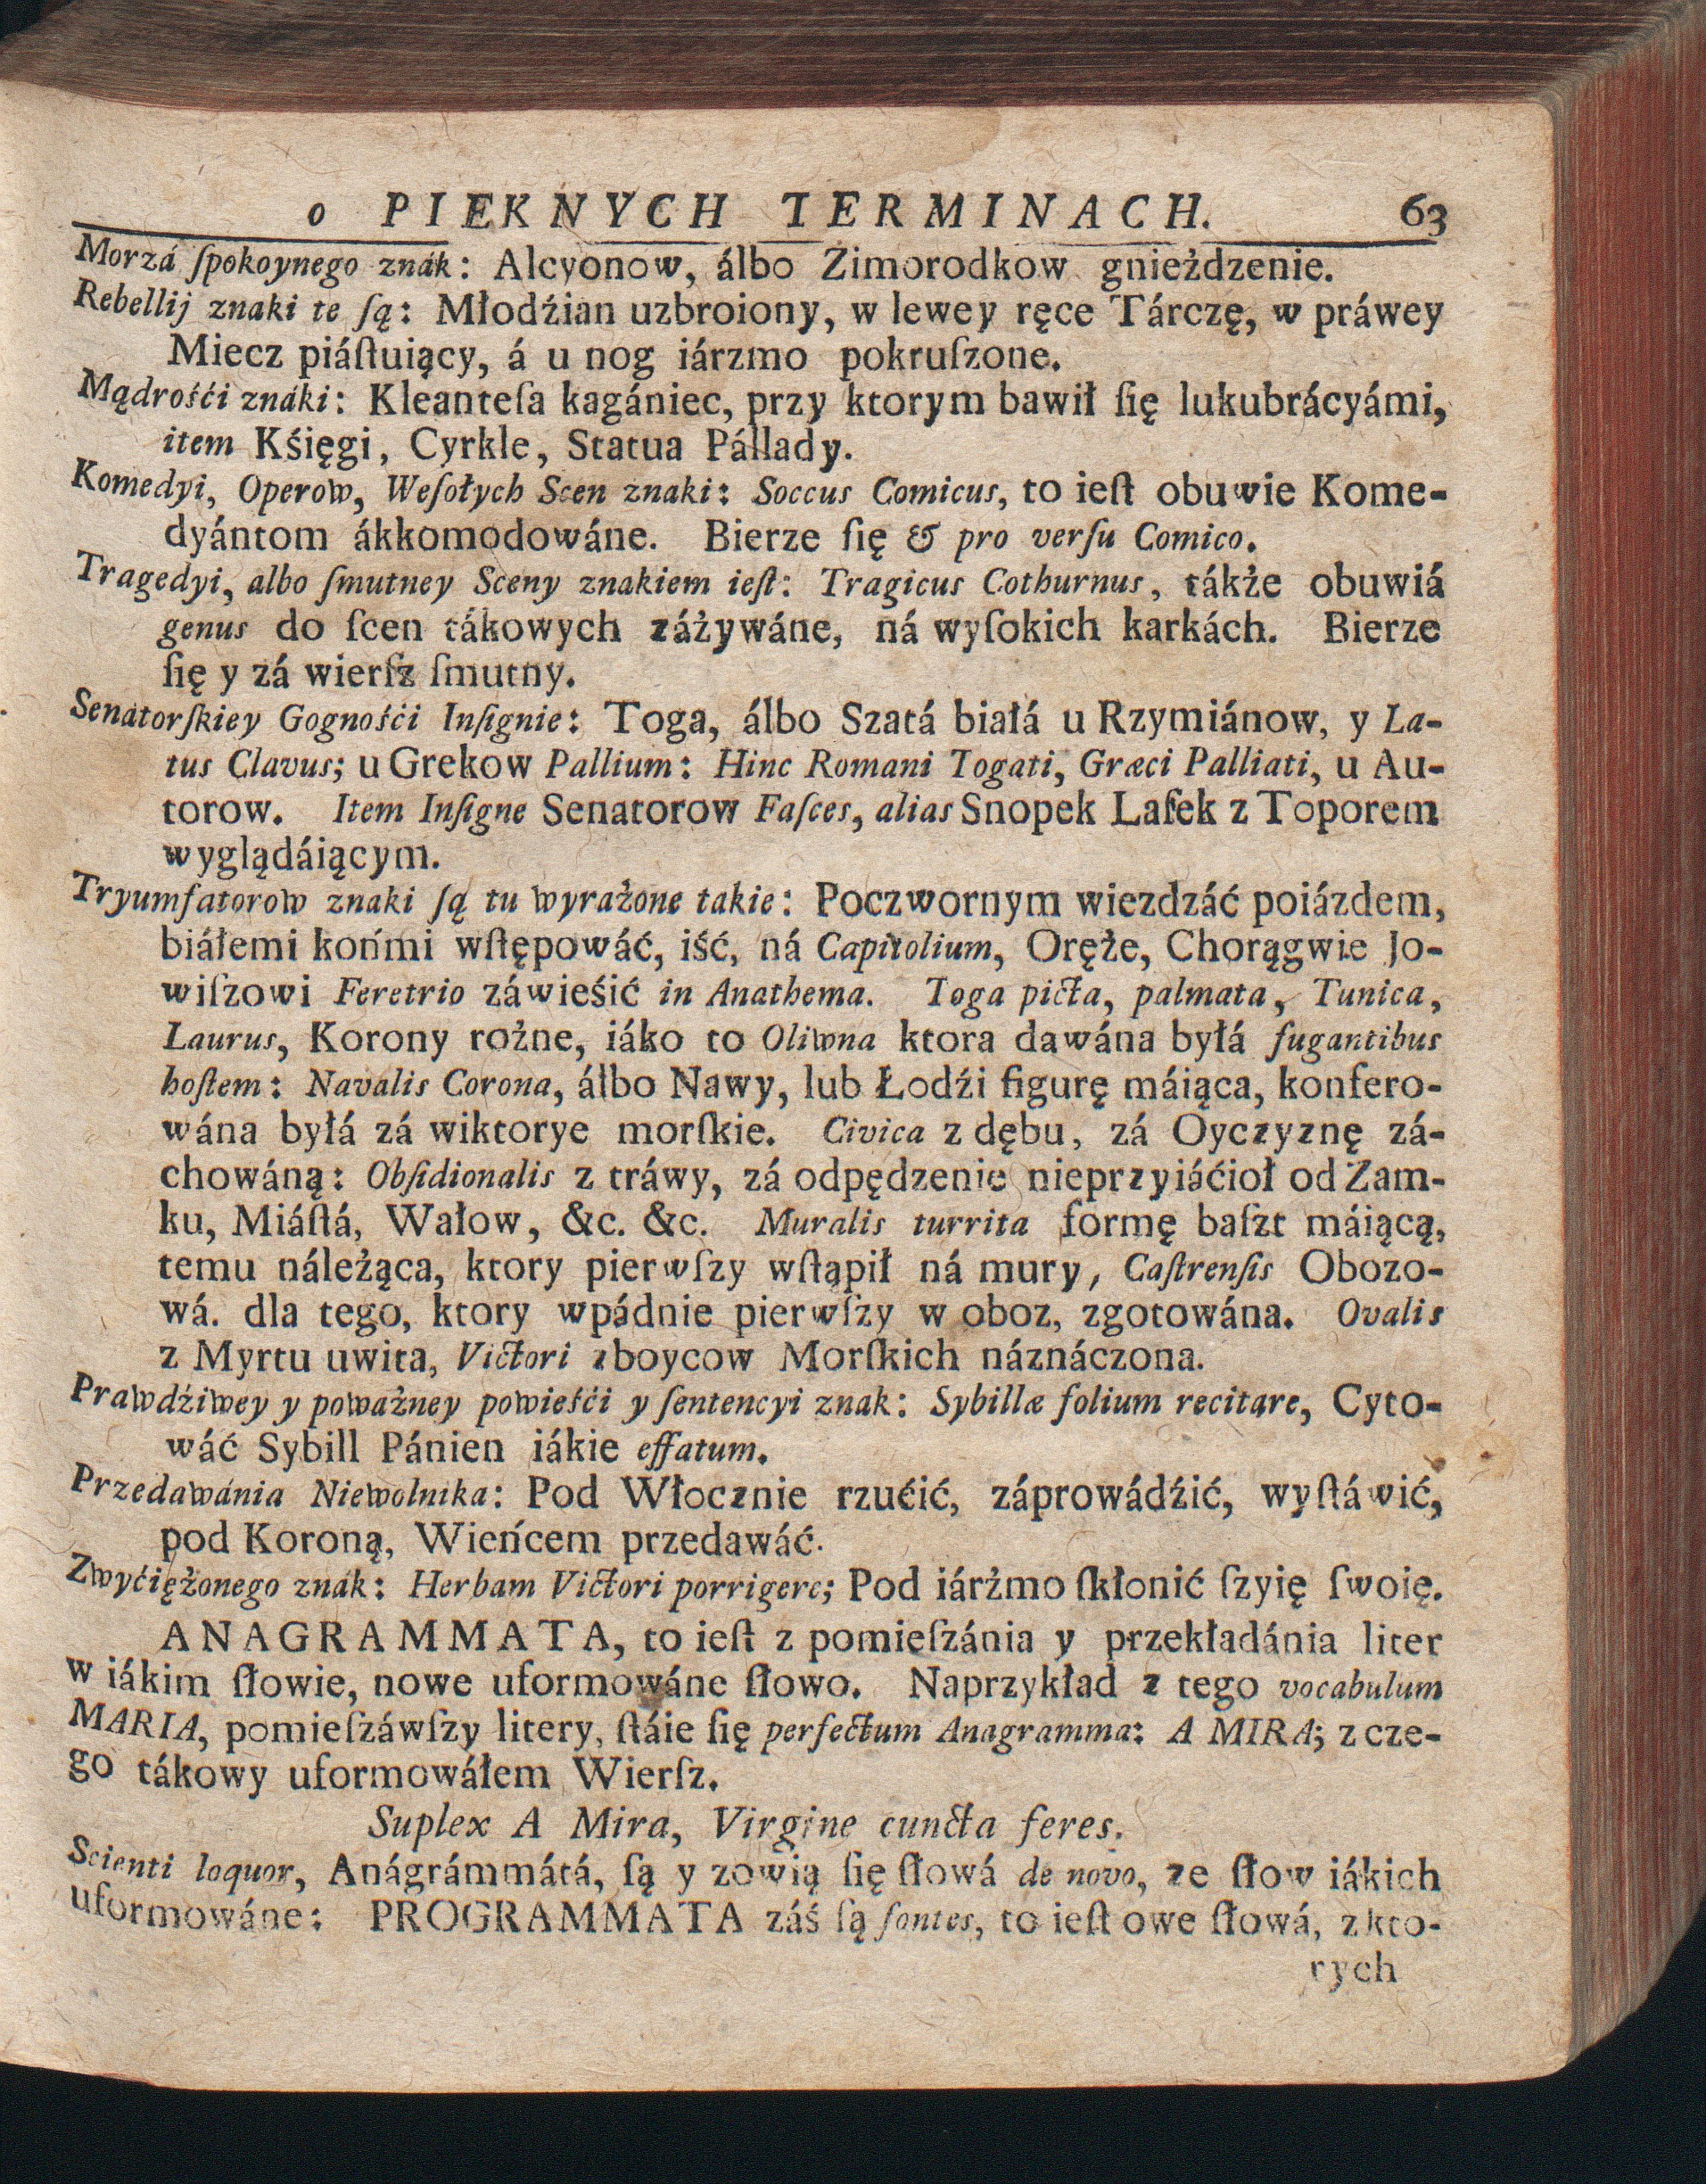 o PIEKNYCH TERMINACH. 63
Morzá ſpokoynego znák: Alcyonow, álbo Zimorodkow gnieżdzenie.
Rebellij znaki te ſą: Młodźian uzbroiony, w lewey ręce Tárczę, w práwey
Miecz piáſtuiący, á u nog iárzmo pokruſzone.
Mądrośći znáki: Kleanteſa kagániec, przy ktorym bawił ſię lukubrácyámi,
item Kśięgi, Cyrkle, Statua Pállady.
Komedyi, Operow, Weſołych Scen znaki: Soccus Comicus, to ieſt obuwie Kome-
dyántom ákkomodowáne. Bierze ſię & pro verſu Comico.
Tragedyi, albo ſmutney Sceny znakiem ieſt: Tragicus Cothurnus, tákże obuwiá
genus do ſcen tákowych záżywáne, ná wyſokich karkách. Bierze
ſię y zá wierſz ſmutny.
Senatorſkiey Gognośći Inſignie: Toga, álbo Szatá białá u Rzymiánow, y La-
tus Clavus; u Grekow Pallium: Hinc Romani Togati, Græci Palliati, u Au-
torow. Item Inſigne Senatorow Faſces, alias Snopek Laſek z Toporem
wyglądáiącym.
Tryumfatorow znaki ſą tu wyrażone takie: Poczwornym wiezdzáć poiázdem,
biáłemi końmi wſtępowáć, iść, ná Capitolium, Oręże, Chorągwie Jo-
wiſzowi Feretrio záwieśić in Anathema. Toga picta, palmata, Tunica,
Laurus, Korony rożne, iáko to Oliwna ktora dawána byłá fugantibus
hoſtem: Navalis Corona, álbo Nawy, lub Łodźi figurę máiąca, konfero-
wána byłá zá wiktorye morſkie. Civica z dębu, zá Oyczyznę zá-
chowáną: Obſidionalis z tráwy, zá odpędzenie nieprzyiáćioł od Zam-
ku, Miáſtá, Wałow, &c. &c. Muralis turrita formę baſzt máiącą,
temu náleżąca, ktory pierwſzy wſtąpił ná mury, Caſtrenſis Obozo-
wá. dla tego, ktory wpádnie pierwſzy w oboz, zgotowána. Ovalis
z Myrtu uwita, Victori zboycow Morſkich náznáczona.
Prawdźiwey y poważney powieśći y ſentencyi znak: Sybillæ folium recitare, Cyto-
wáć Sybill Pánien iákie effatum.
Przedawánia Niewolnika: Pod Włocznie rzućić, záprowádźić, wyſtáwić,
pod Koroną, Wieńcem przedawáć.
Zwyćiężonego znák: Herbam Victori porrigere; Pod iárżmo ſkłonić ſzyię ſwoię.
ANAGRAMMATA, to ieſt z pomieſzánia y przekładánia liter
w iákim ſłowie, nowe uformowáne ſłowo. Naprzykład z tego vocabulum
MARIA, pomieſzáwſzy litery, ſtáie ſię perfectum Anagramma: A MIRA; z cze-
go tákowy uformowáłem Wierſz.
Suplex A Mira, Virgine cuncta feres.
Scienti loquor, Anágrámmátá, ſą y zowią ſię ſłowá de novo, ze ſłow iákich
uformowáne: PROGRAMMATA záś ſą fontes, to ieſt owe ſłowá, z kto-
rych